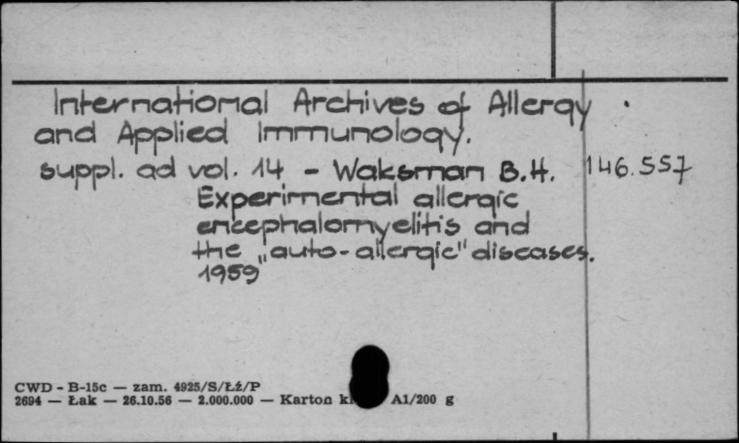 International Archives of Allergy
and Applied Immunology.
suppl. ad vol. 14 - Waksman B.H. 146.557
Experimental allergic
encephalomyelitis and
the „auto-allergic" diseases.
1959
CWD - B-15c — zam. 4925/S/Łź/P
2694 — Łak — 26.10.56 — 2.000.000 — Karton A1/200 g